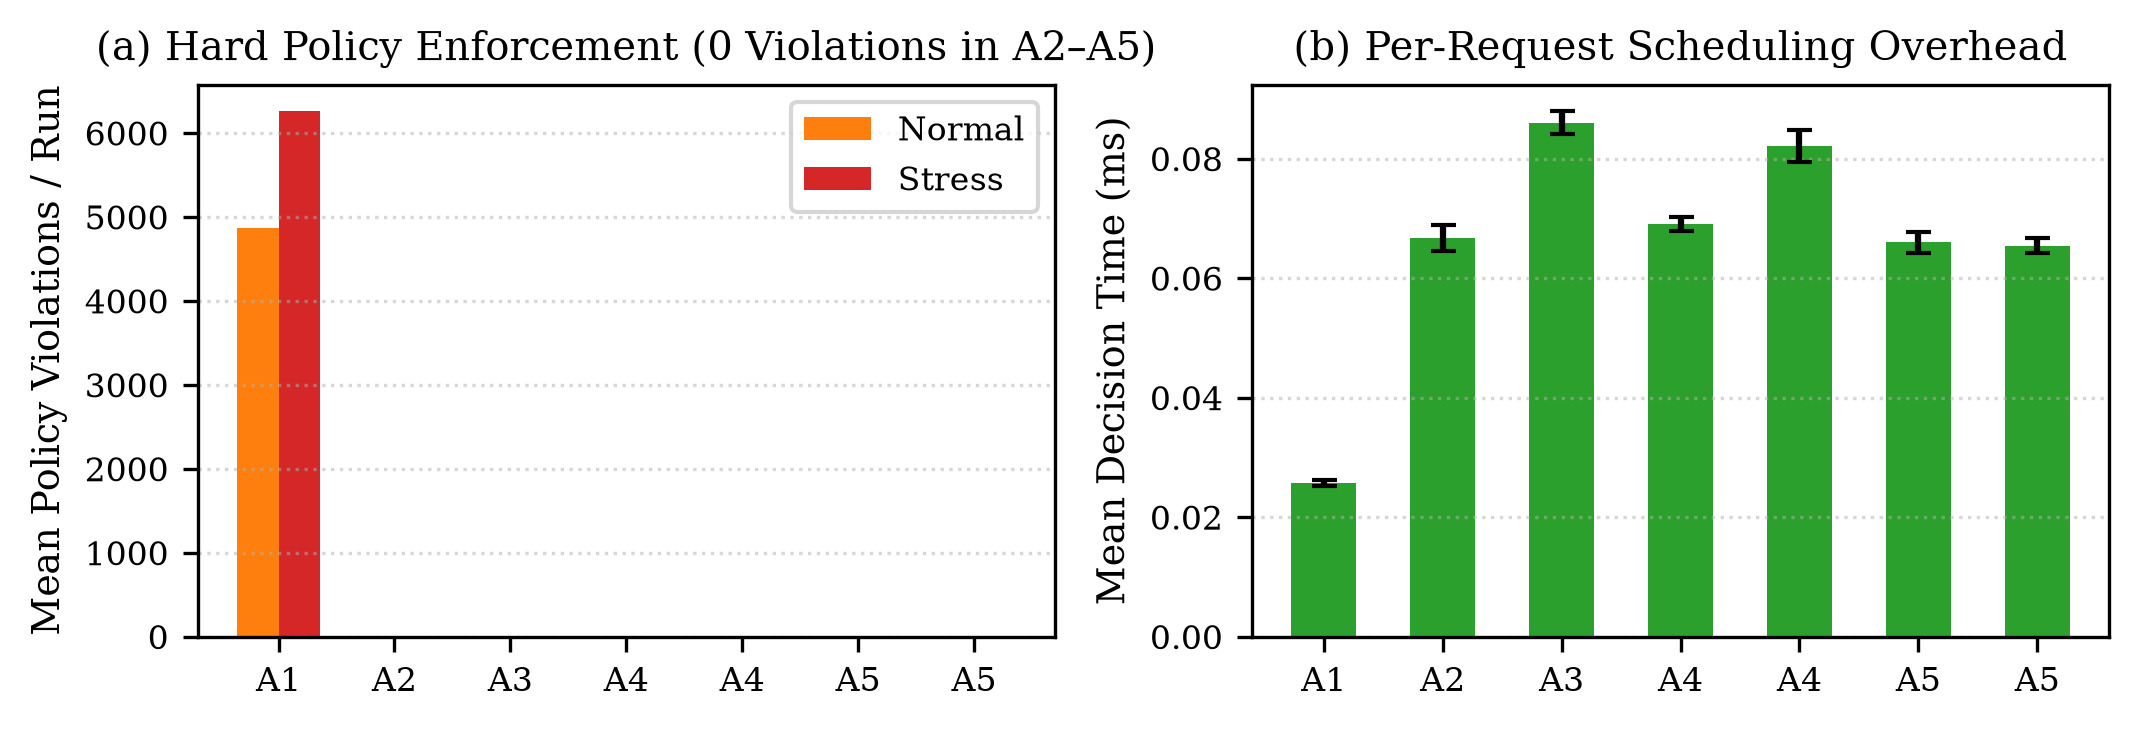 (a) Hard Policy Enforcement (0 Violations in A2–A5)
Mean Policy Violations / Run
6000
5000
4000
3000
2000
1000
0
Normal
Stress
A1 A2 A3 A4 A4 A5 A5
(b) Per-Request Scheduling Overhead
Mean Decision Time (ms)
0.08
0.06
0.04
0.02
0.00
A1 A2 A3 A4 A4 A5 A5